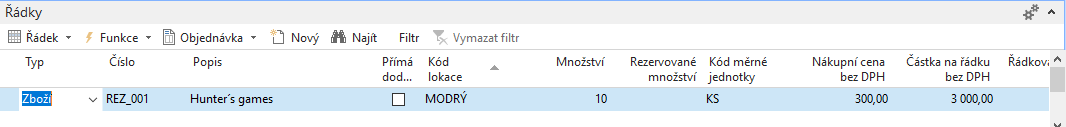 Řádky
Řádek Funkce Objednávka Nový Najít Filtr Vymazat filtr
Typ Číslo Popis Přímá dod... Kód lokace Množství Rezervované množství Kód měrné jednotky Nákupní cena bez DPH Částka na řádku bez DPH Řádkova
Zboží REZ_001 Hunter´s games MODRÝ 10 KS 300,00 3 000,00